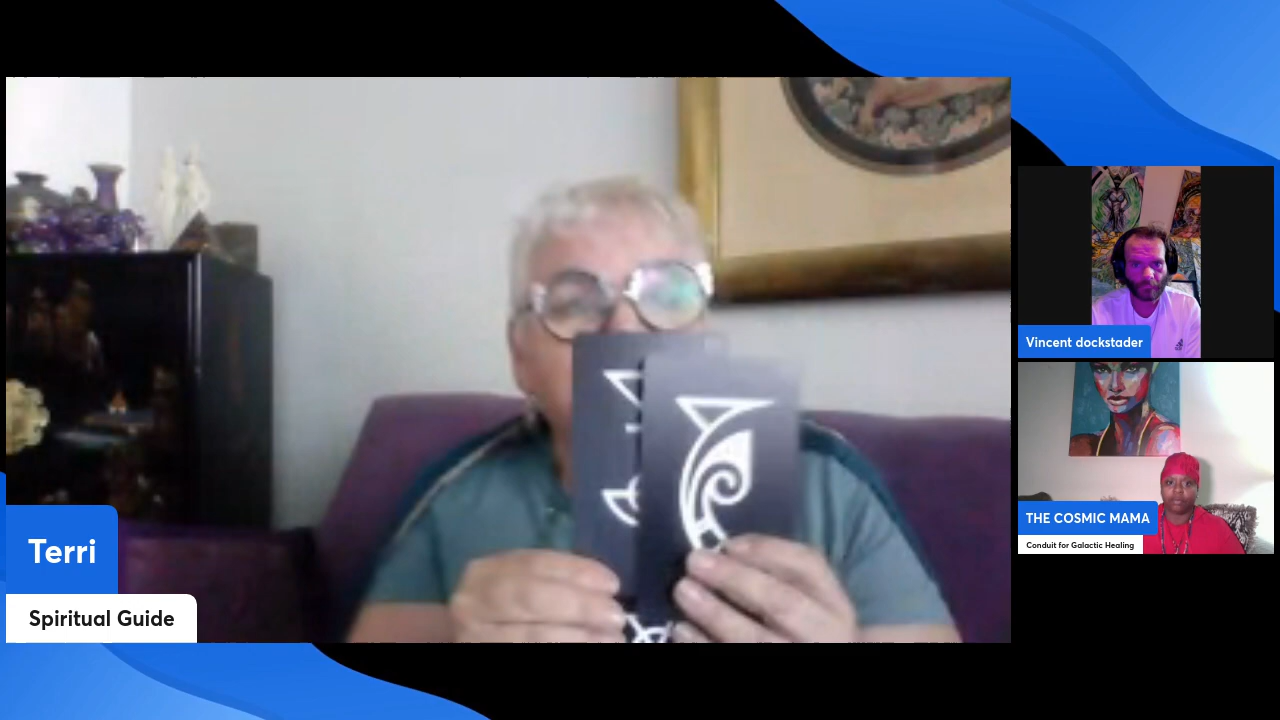 Terri
Spiritual Guide
Vincent dockstader
THE COSMIC MAMA
Conduit for Galactic Healing